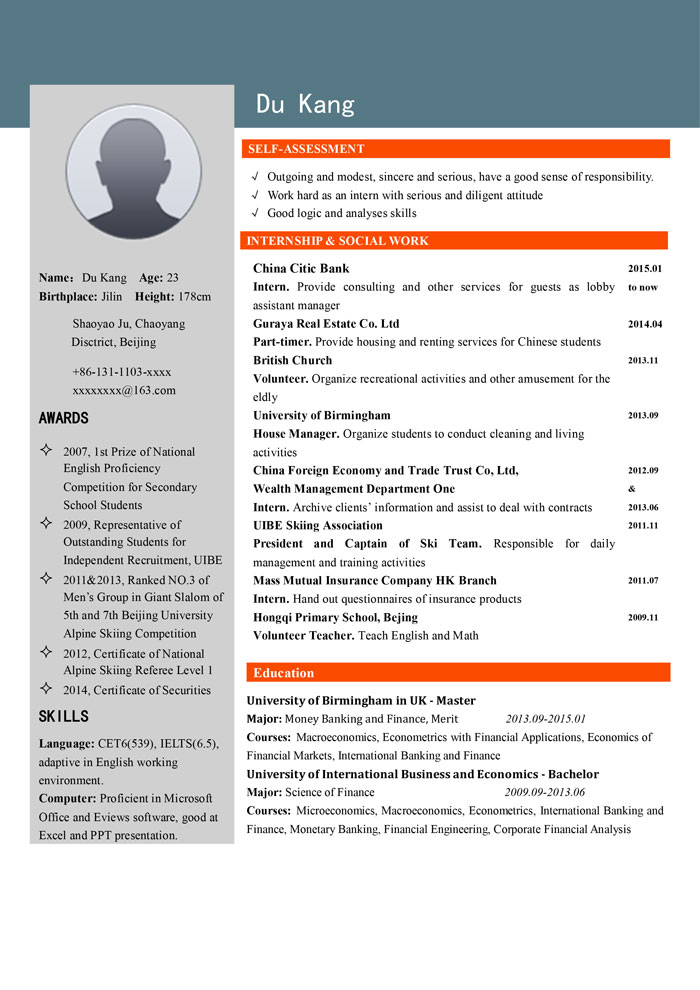 Du Kang
Name：Du Kang Age: 23
Birthplace: Jilin Height: 178cm
Shaoyao Ju, Chaoyang
Disctrict, Beijing
+86-131-1103-xxxx
xxxxxxxx@163.com
AWARDS
✧ 2007, 1st Prize of National
English Proficiency
Competition for Secondary
School Students
✧ 2009, Representative of
Outstanding Students for
Independent Recruitment, UIBE
✧ 2011&2013, Ranked NO.3 of
Men's Group in Giant Slalom of
5th and 7th Beijing University
Alpine Skiing Competition
✧ 2012, Certificate of National
Alpine Skiing Referee Level 1
✧ 2014, Certificate of Securities
SKILLS
Language: CET6(539), IELTS(6.5),
adaptive in English working
environment.
Computer: Proficient in Microsoft
Office and Eviews software, good at
Excel and PPT presentation.
SELF-ASSESSMENT
√ Outgoing and modest, sincere and serious, have a good sense of responsibility.
√ Work hard as an intern with serious and diligent attitude
√ Good logic and analyses skills
INTERNSHIP & SOCIAL WORK
China Citic Bank 2015.01
Intern. Provide consulting and other services for guests as lobby to now
assistant manager
Guraya Real Estate Co. Ltd 2014.04
Part-timer. Provide housing and renting services for Chinese students
British Church 2013.11
Volunteer. Organize recreational activities and other amusement for the
eldly
University of Birmingham 2013.09
House Manager. Organize students to conduct cleaning and living
activities
China Foreign Economy and Trade Trust Co, Ltd, 2012.09
Wealth Management Department One &
Intern. Archive clients' information and assist to deal with contracts 2013.06
UIBE Skiing Association 2011.11
President and Captain of Ski Team. Responsible for daily
management and training activities
Mass Mutual Insurance Company HK Branch 2011.07
Intern. Hand out questionnaires of insurance products
Hongqi Primary School, Bejing 2009.11
Volunteer Teacher. Teach English and Math
Education
University of Birmingham in UK - Master
Major: Money Banking and Finance, Merit 2013.09-2015.01
Courses: Macroeconomics, Econometrics with Financial Applications, Economics of
Financial Markets, International Banking and Finance
University of International Business and Economics - Bachelor
Major: Science of Finance 2009.09-2013.06
Courses: Microeconomics, Macroeconomics, Econometrics, International Banking and
Finance, Monetary Banking, Financial Engineering, Corporate Financial Analysis